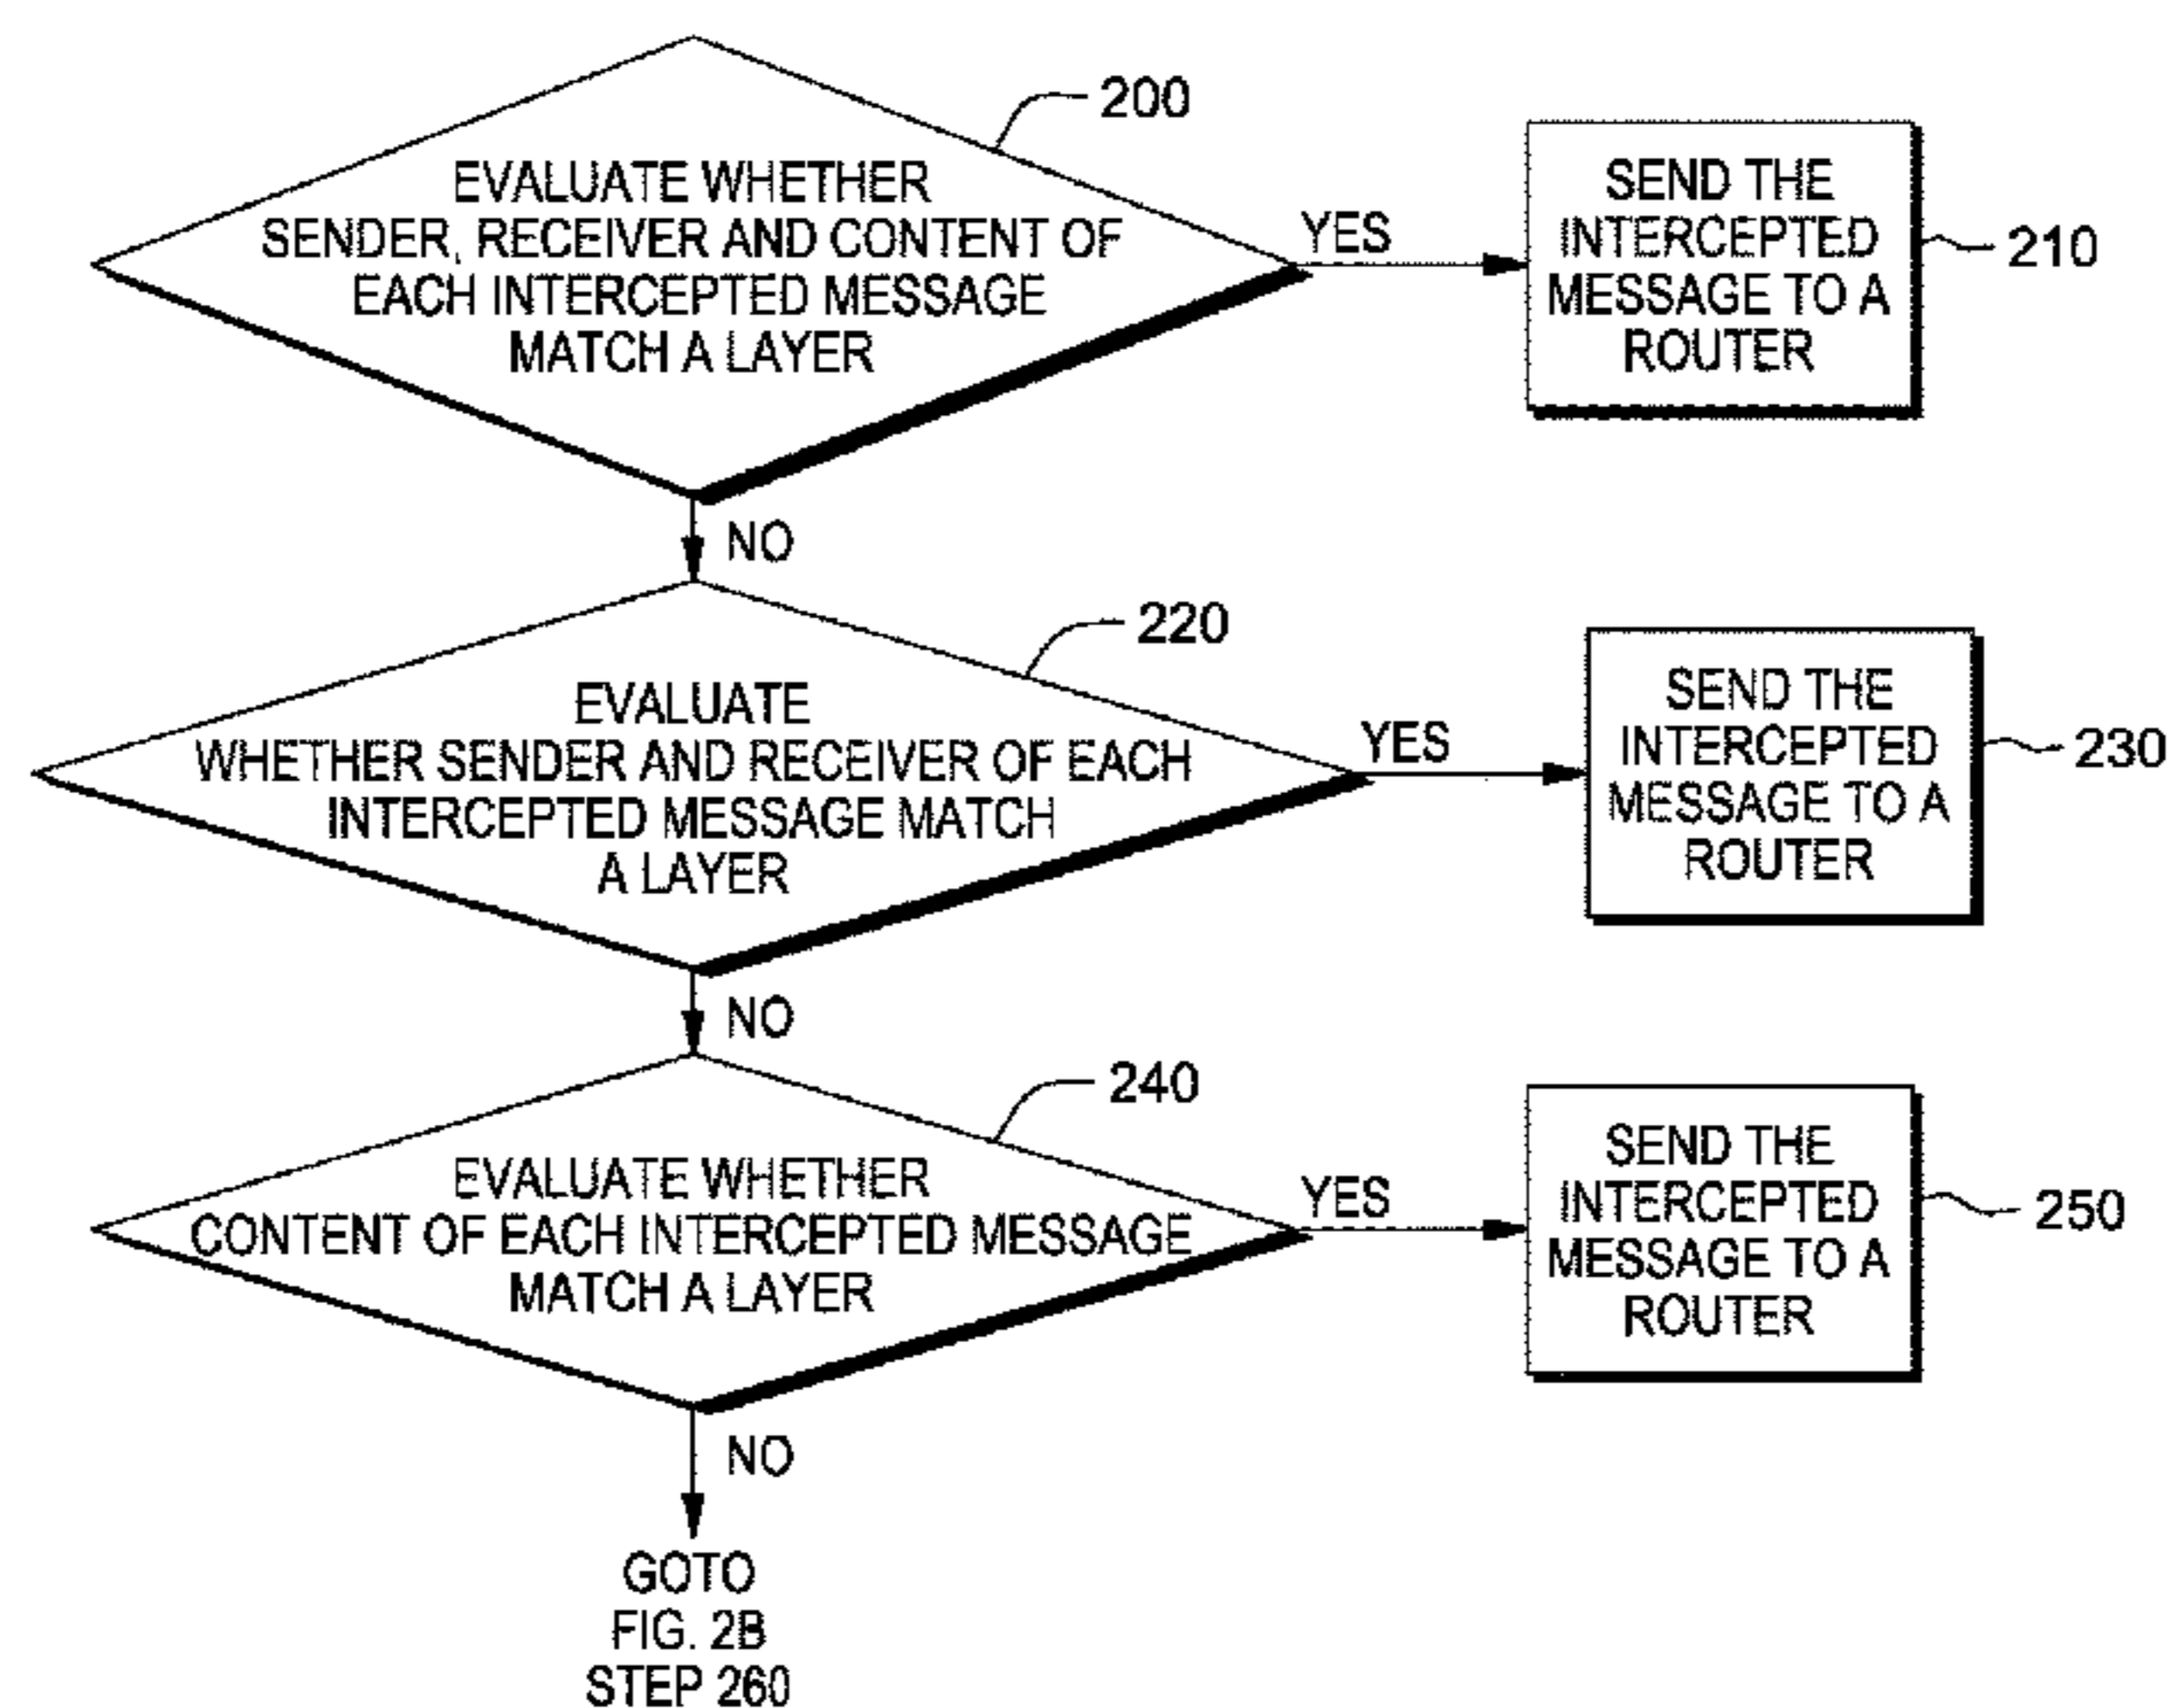 200
EVALUATE WHETHER
SENDER, RECEIVER AND CONTENT OF
EACH INTERCEPTED MESSAGE
MATCH A LAYER
YES
SEND THE
INTERCEPTED
MESSAGE TO A
ROUTER
210
NO
220
EVALUATE
WHETHER SENDER AND RECEIVER OF EACH
INTERCEPTED MESSAGE MATCH
A LAYER
YES
SEND THE
INTERCEPTED
MESSAGE TO A
ROUTER
230
NO
240
EVALUATE WHETHER
CONTENT OF EACH INTERCEPTED MESSAGE
MATCH A LAYER
YES
SEND THE
INTERCEPTED
MESSAGE TO A
ROUTER
250
NO
GOTO
FIG. 2B
STEP 260